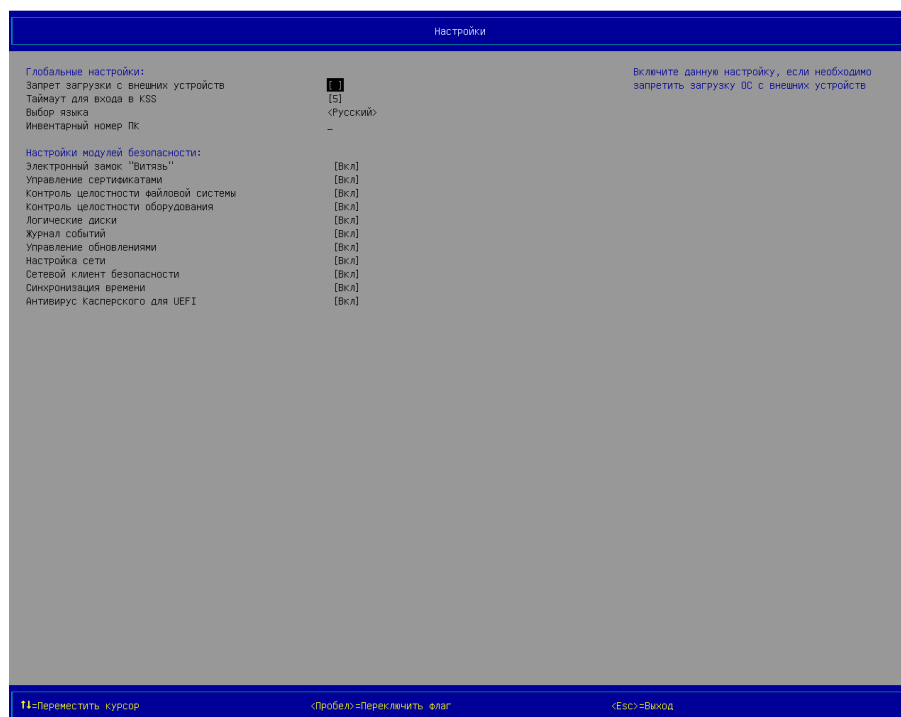 Настройки
Глобальные настройки:
Запрет загрузки с внешних устройств [ ]
Таймаут для входа в KSS [5]
Выбор языка <Русский>
Инвентарный номер ПК _
Настройки модулей безопасности:
Электронный замок "Витязь" [Вкл]
Управление сертификатами [Вкл]
Контроль целостности файловой системы [Вкл]
Контроль целостности оборудования [Вкл]
Логические диски [Вкл]
Журнал событий [Вкл]
Управление обновлениями [Вкл]
Настройка сети [Вкл]
Сетевой клиент безопасности [Вкл]
Синхронизация времени [Вкл]
Антивирус Касперского для UEFI [Вкл]
Включите данную настройку, если необходимо
запретить загрузку ОС с внешних устройств
↑↓=Переместить курсор <Пробел>=Переключить флаг <Esc>=Выход